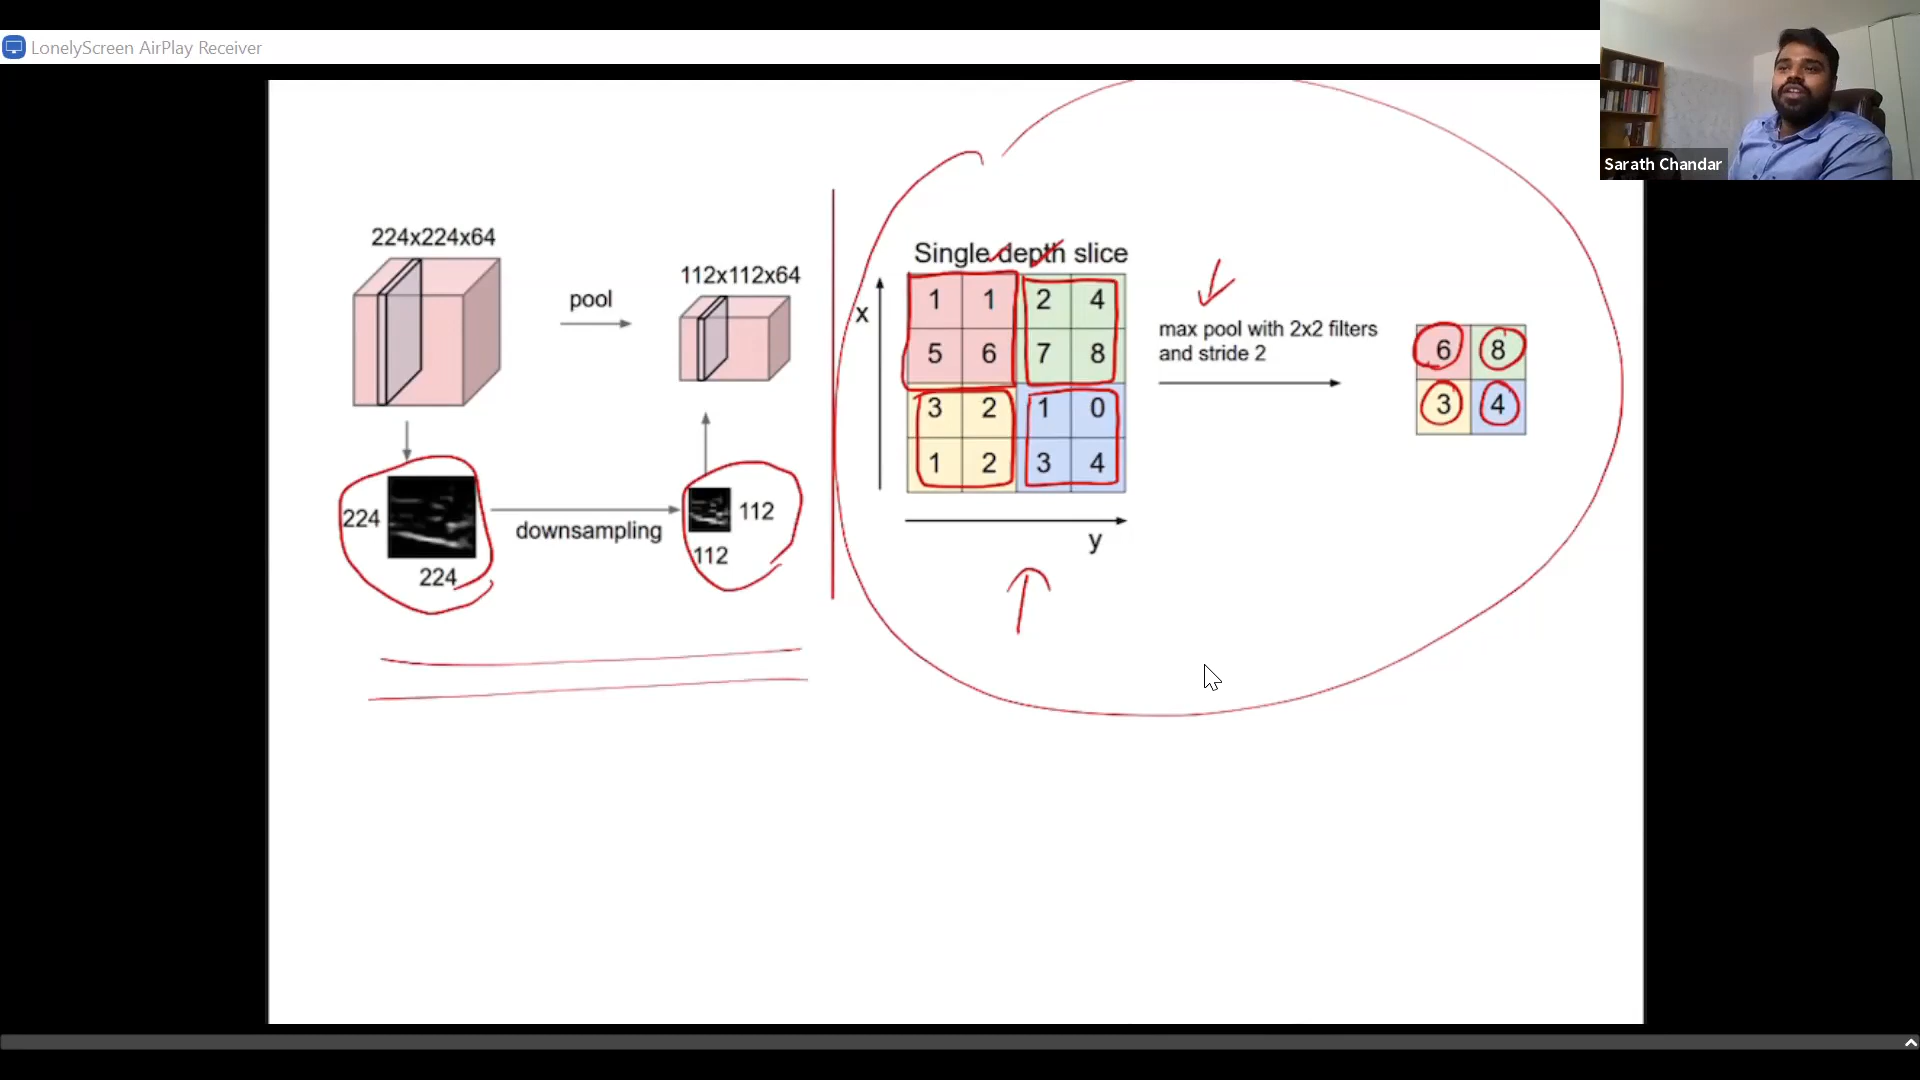 LonelyScreen AirPlay Receiver
Sarath Chandar
224x224x64
pool
112x112x64
224
224
downsampling
112
112
Single depth slice
x
1 1 2 4
5 6 7 8
3 2 1 0
1 2 3 4
y
max pool with 2x2 filters
and stride 2
6 8
3 4